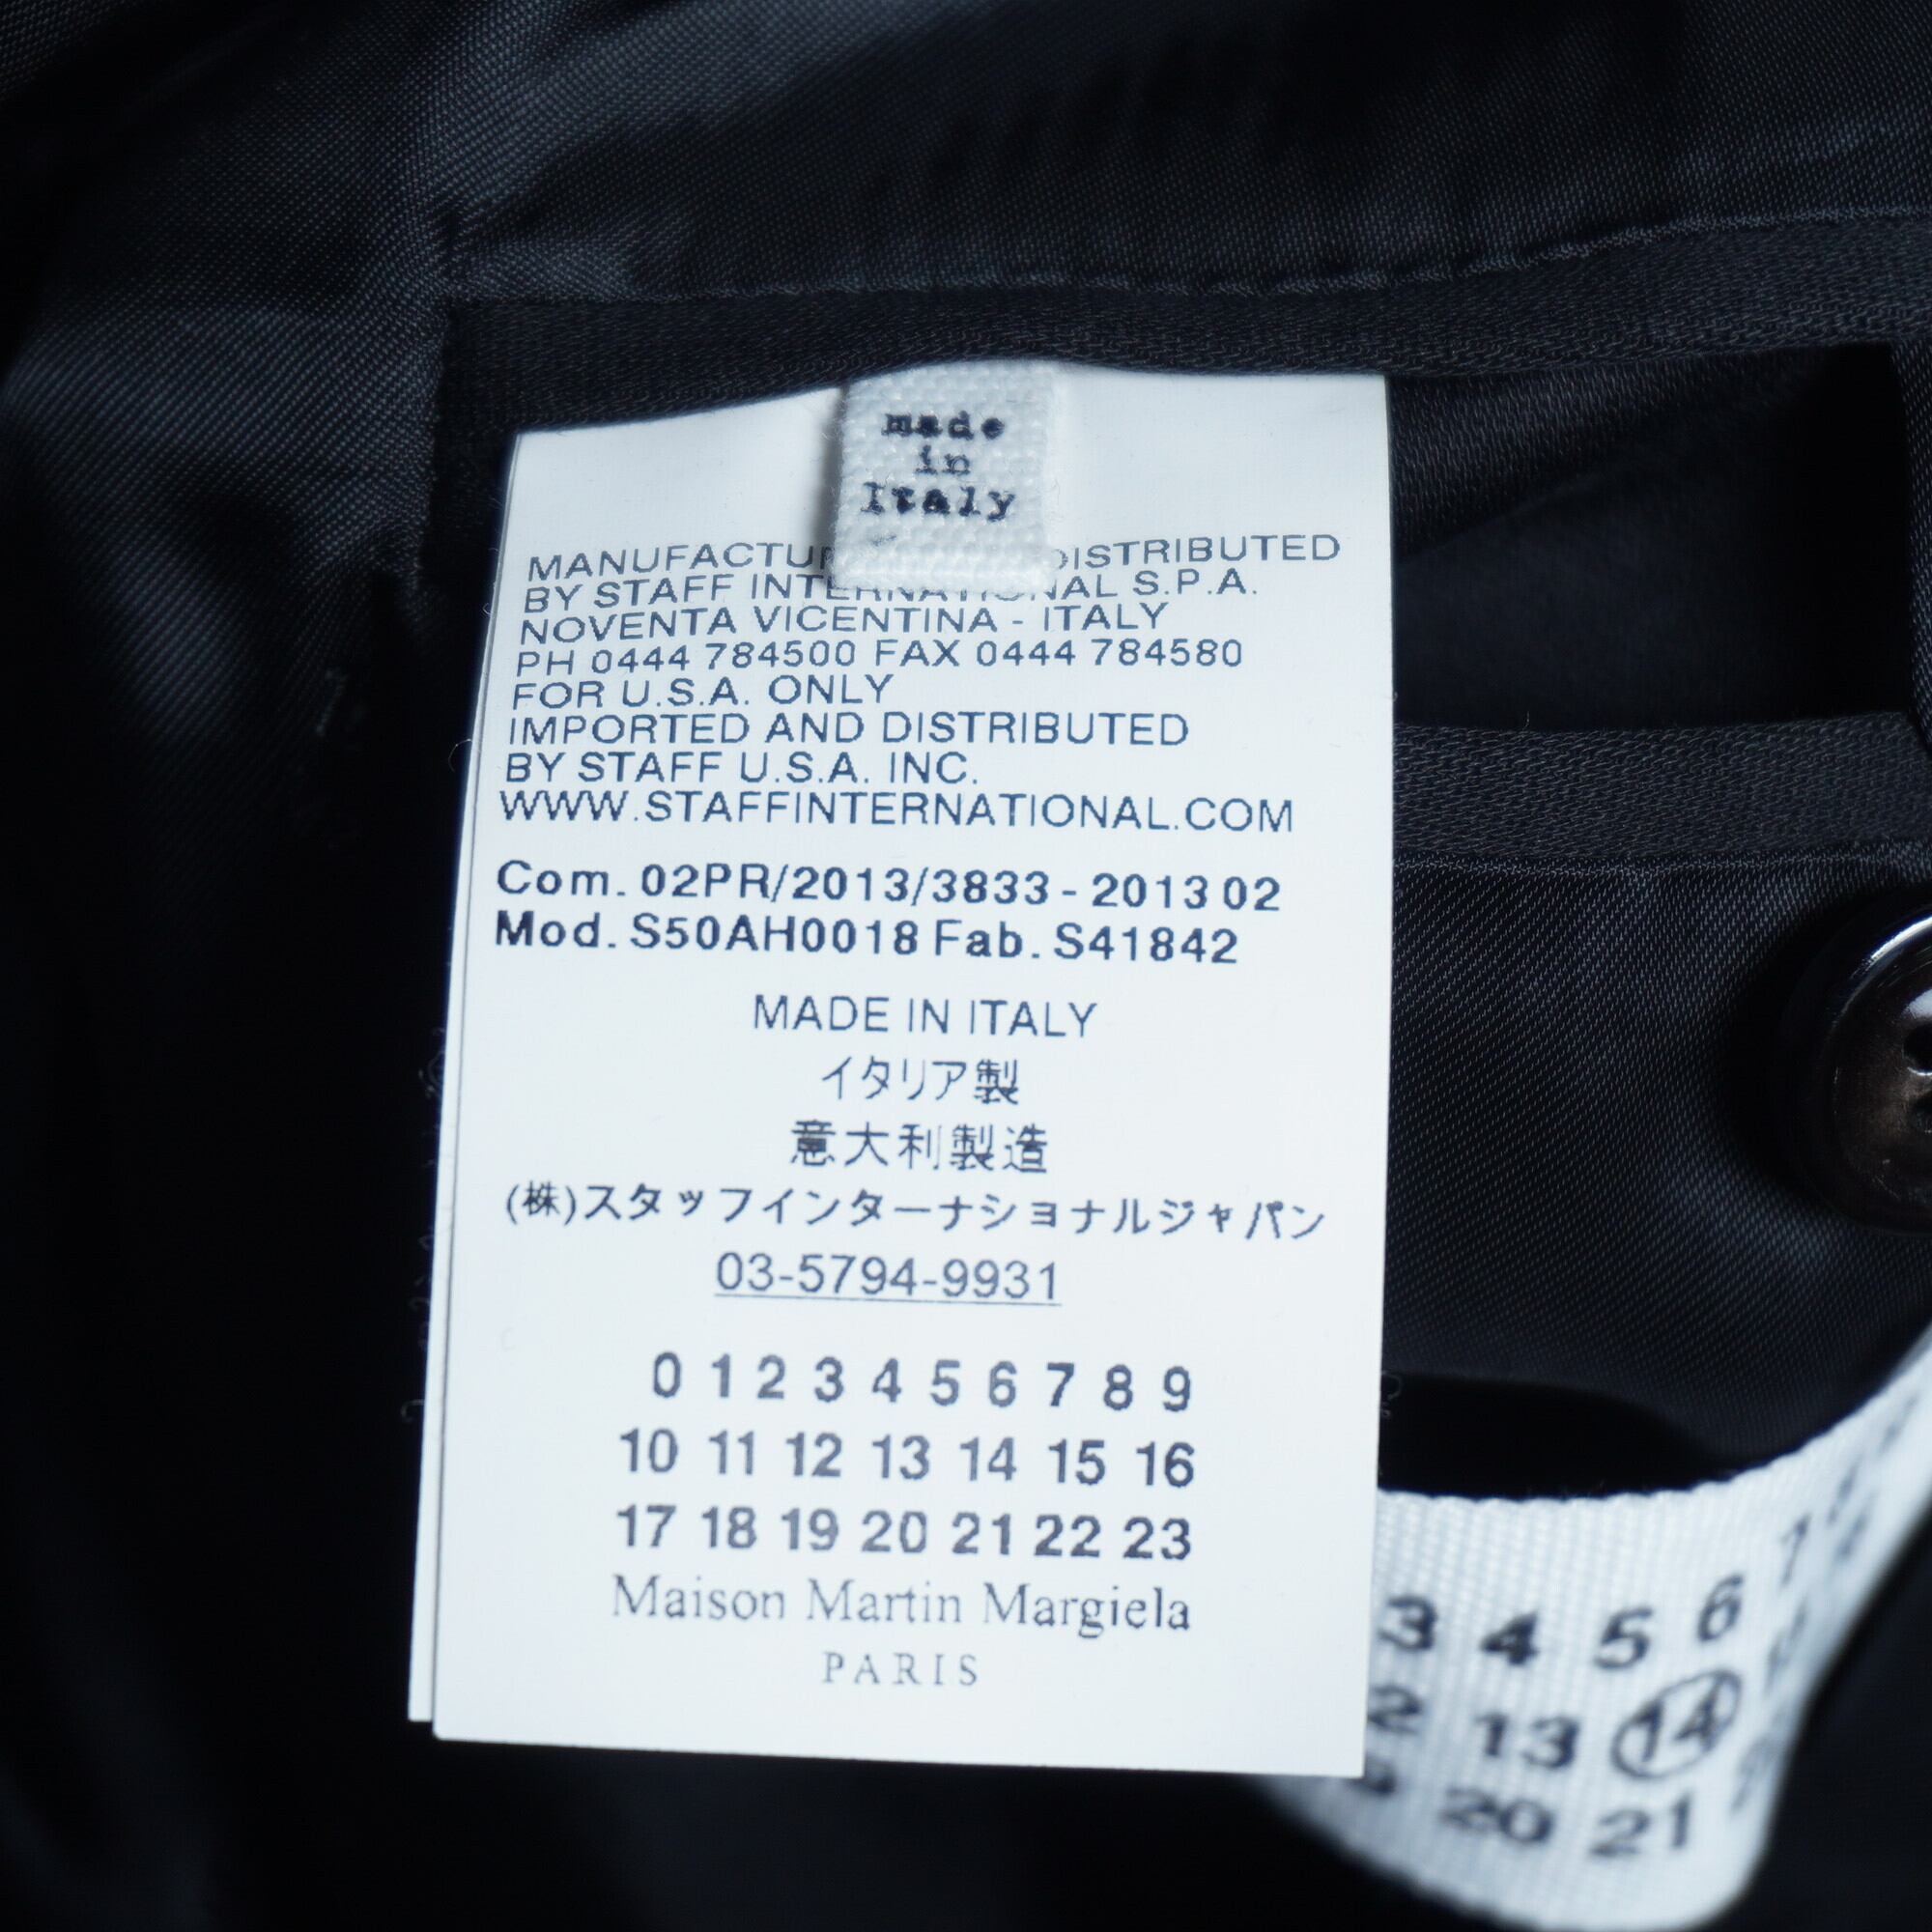 made
in
Italy
DISTRIBUTED
BY STAFF INTERNATIONAL S.P.A.
NOVENTA VICENTINA - ITALY
PH 0444 784500 FAX 0444 784580
FOR U.S.A. ONLY
IMPORTED AND DISTRIBUTED
BY STAFF U.S.A. INC.
WWW.STAFFINTERNATIONAL.COM
Com. 02PR/2013/3833 - 2013 02
Mod. S50AH0018 Fab. S41842
MADE IN ITALY
イタリア製
意大利製造
(株)スタッフインターナショナルジャパン
03-5794-9931
0 1 2 3 4 5 6 7 8 9
10 11 12 13 14 15 16
17 18 19 20 21 22 23
Maison Martin Margiela
PARIS
3 4 5 6 7
13 14
20 21